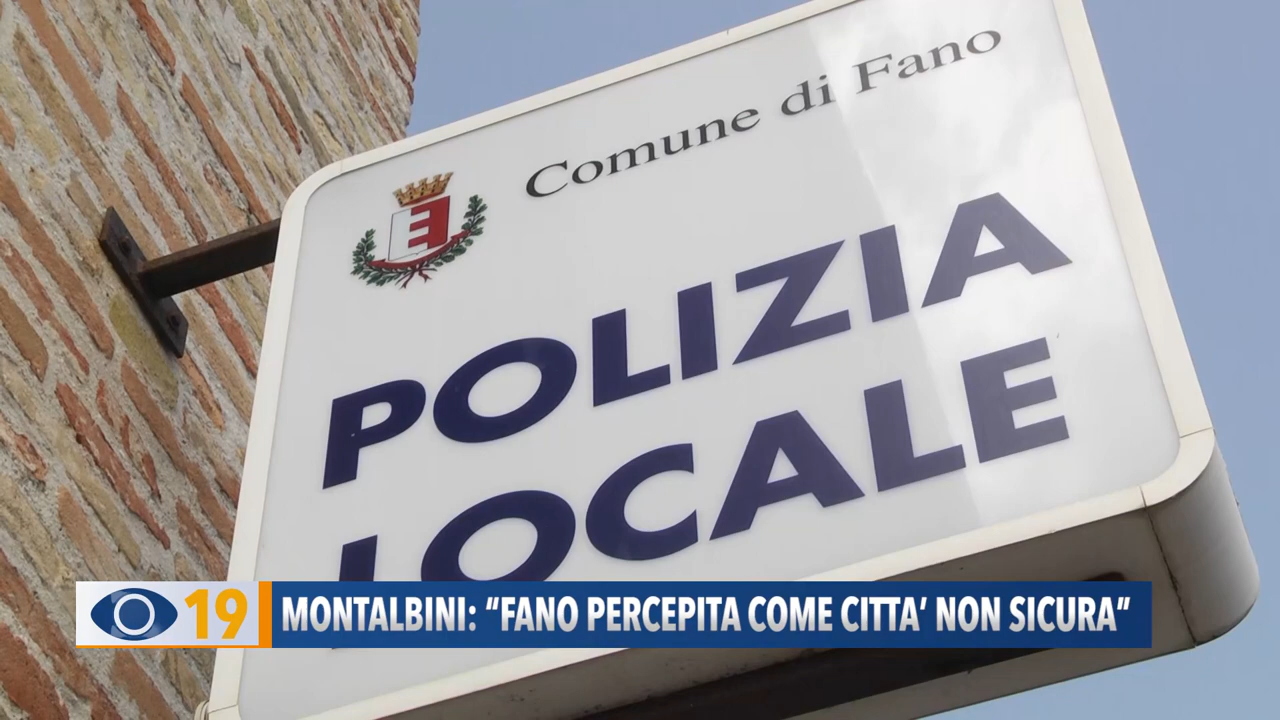 Comune di Fano
POLIZIA
LOCALE
19 MONTALBINI: “FANO PERCEPITA COME CITTA’ NON SICURA”